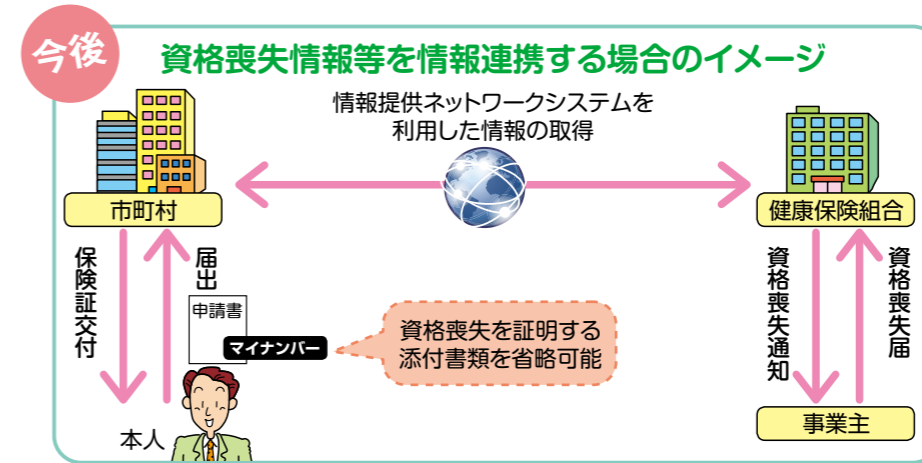 今後
資格喪失情報等を情報連携する場合のイメージ
情報提供ネットワークシステムを
利用した情報の取得
市町村
健康保険組合
保険証交付
届出
申請書
マイナンバー
資格喪失を証明する
添付書類を省略可能
資格喪失通知
資格喪失届
本人
事業主